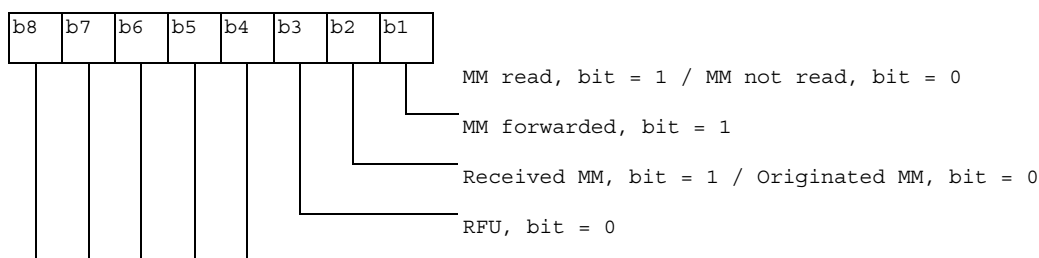 b8 b7 b6 b5 b4 b3 b2 b1
MM read, bit = 1 / MM not read, bit = 0
MM forwarded, bit = 1
Received MM, bit = 1 / Originated MM, bit = 0
RFU, bit = 0